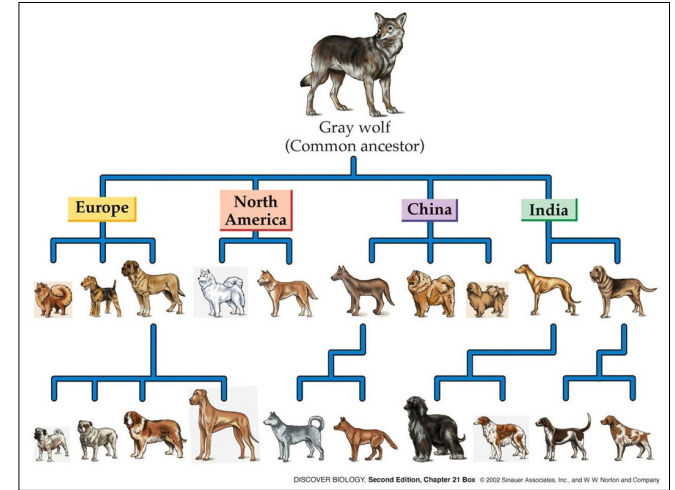 Gray wolf
(Common ancestor)
Europe
North
America
China
India
DISCOVER BIOLOGY, Second Edition, Chapter 21 Box © 2002 Sinauer Associates, Inc., and W. W. Norton and Company